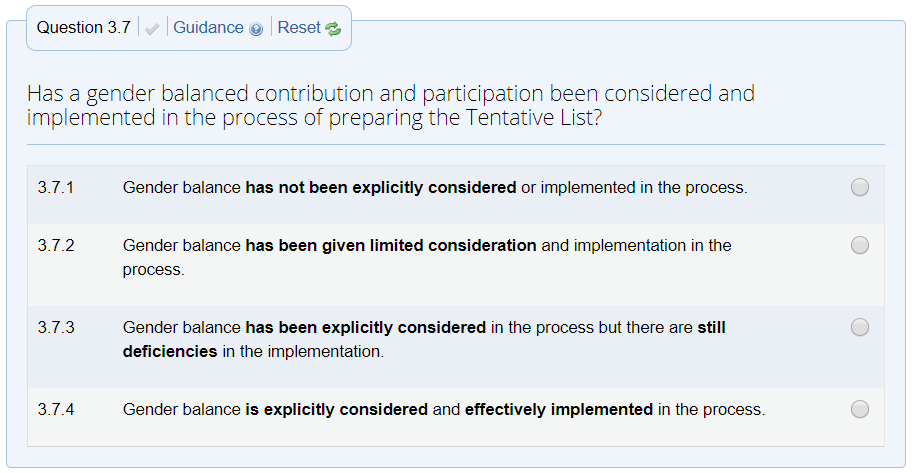 Question 3.7 Guidance Reset
Has a gender balanced contribution and participation been considered and
implemented in the process of preparing the Tentative List?
3.7.1 Gender balance has not been explicitly considered or implemented in the process.
3.7.2 Gender balance has been given limited consideration and implementation in the
process.
3.7.3 Gender balance has been explicitly considered in the process but there are still
deficiencies in the implementation.
3.7.4 Gender balance is explicitly considered and effectively implemented in the process.